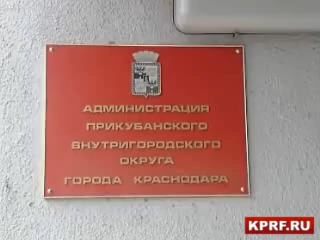 АДМИНИСТРАЦИЯ
ПРИКУБАНСКОГО
ВНУТРИГОРОДСКОГО
ОКРУГА
ГОРОДА КРАСНОДАРА
KPRF.RU